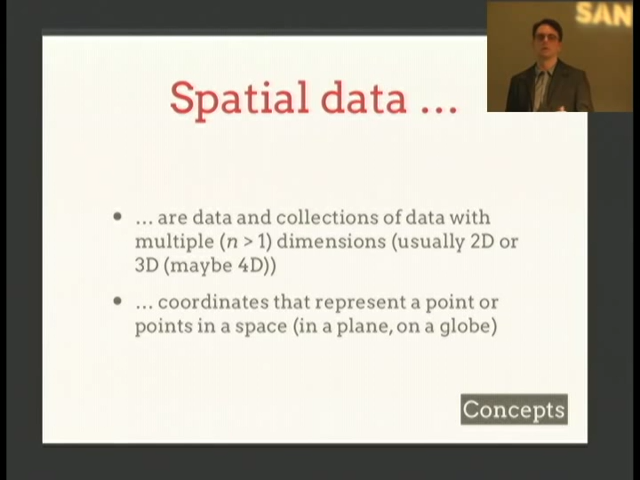 SAN
Spatial data ...
• ... are data and collections of data with
multiple (n > 1) dimensions (usually 2D or
3D (maybe 4D))
• ... coordinates that represent a point or
points in a space (in a plane, on a globe)
Concepts